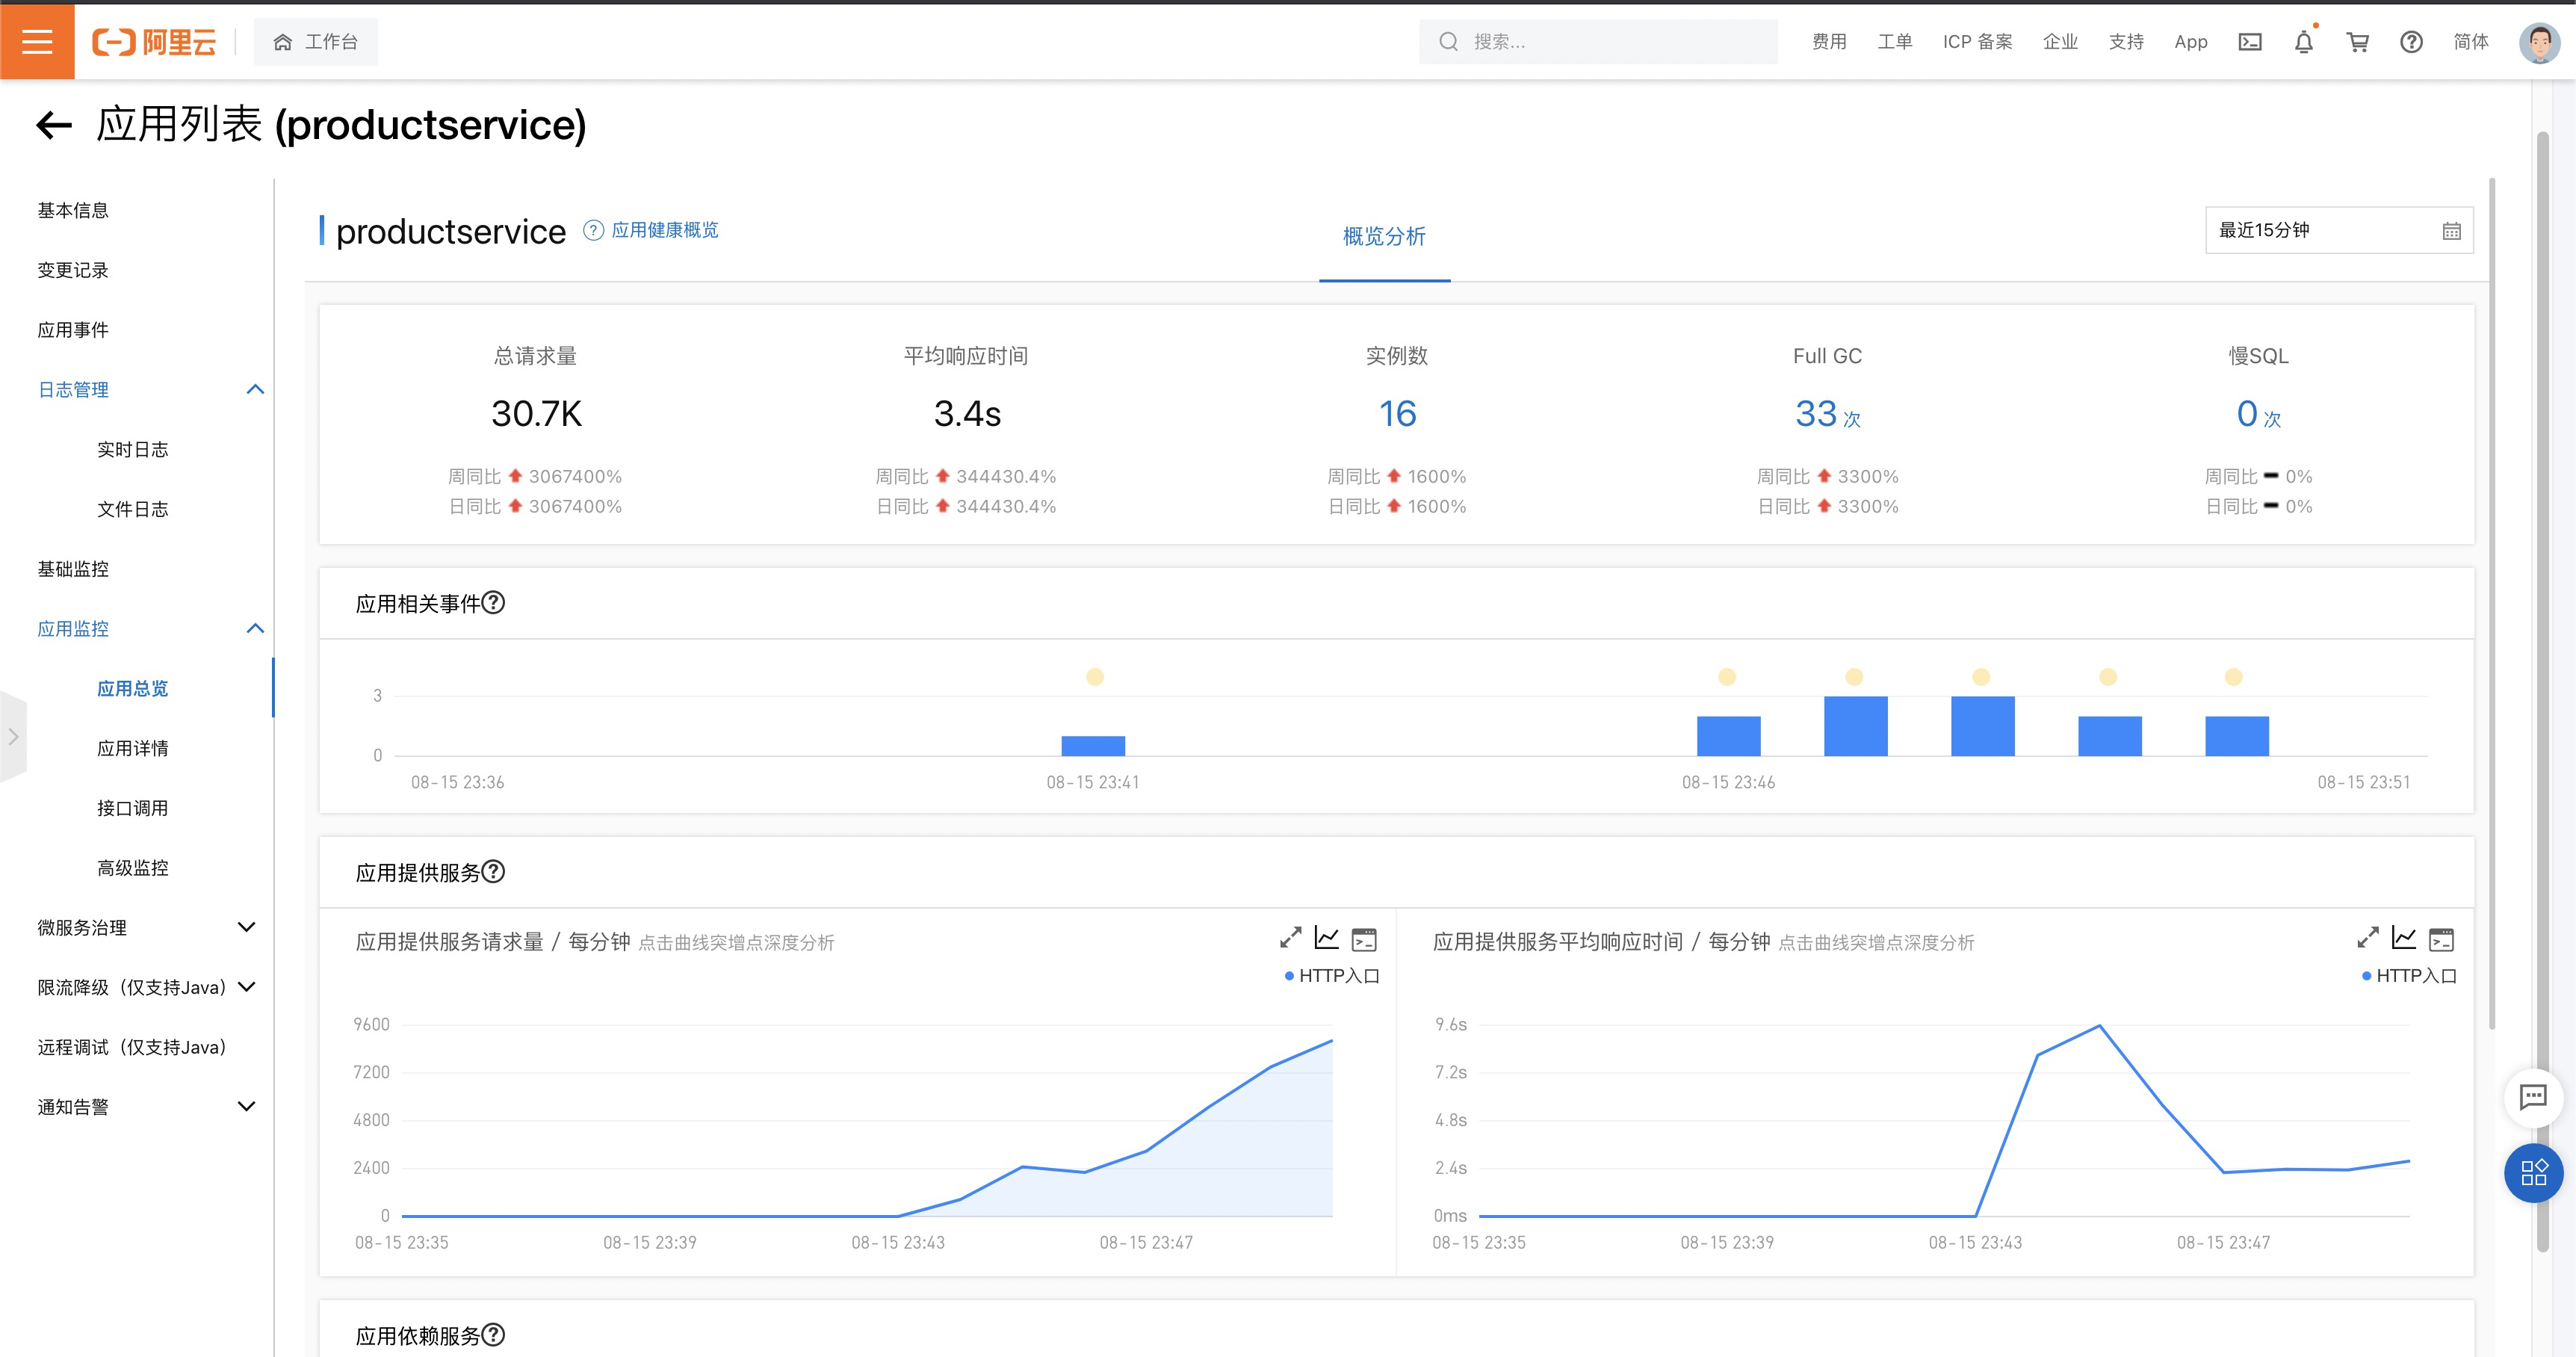 阿里云
工作台
搜索...
费用
工单
ICP 备案
企业
支持
App
简体
应用列表 (productservice)
基本信息
变更记录
应用事件
日志管理
实时日志
文件日志
基础监控
应用监控
应用总览
应用详情
接口调用
高级监控
微服务治理
限流降级（仅支持Java）
远程调试（仅支持Java）
通知告警
productservice
? 应用健康概览
概览分析
最近15分钟
总请求量
30.7K
周同比 3067400%
日同比 3067400%
平均响应时间
3.4s
周同比 344430.4%
日同比 344430.4%
实例数
16
周同比 1600%
日同比 1600%
Full GC
33 次
周同比 3300%
日同比 3300%
慢SQL
0 次
周同比 0%
日同比 0%
应用相关事件?
3
0
08-15 23:36
08-15 23:41
08-15 23:46
08-15 23:51
应用提供服务?
应用提供服务请求量 / 每分钟 点击曲线突增点深度分析
HTTP入口
9600
7200
4800
2400
0
08-15 23:35
08-15 23:39
08-15 23:43
08-15 23:47
应用提供服务平均响应时间 / 每分钟 点击曲线突增点深度分析
HTTP入口
9.6s
7.2s
4.8s
2.4s
0ms
08-15 23:35
08-15 23:39
08-15 23:43
08-15 23:47
应用依赖服务?